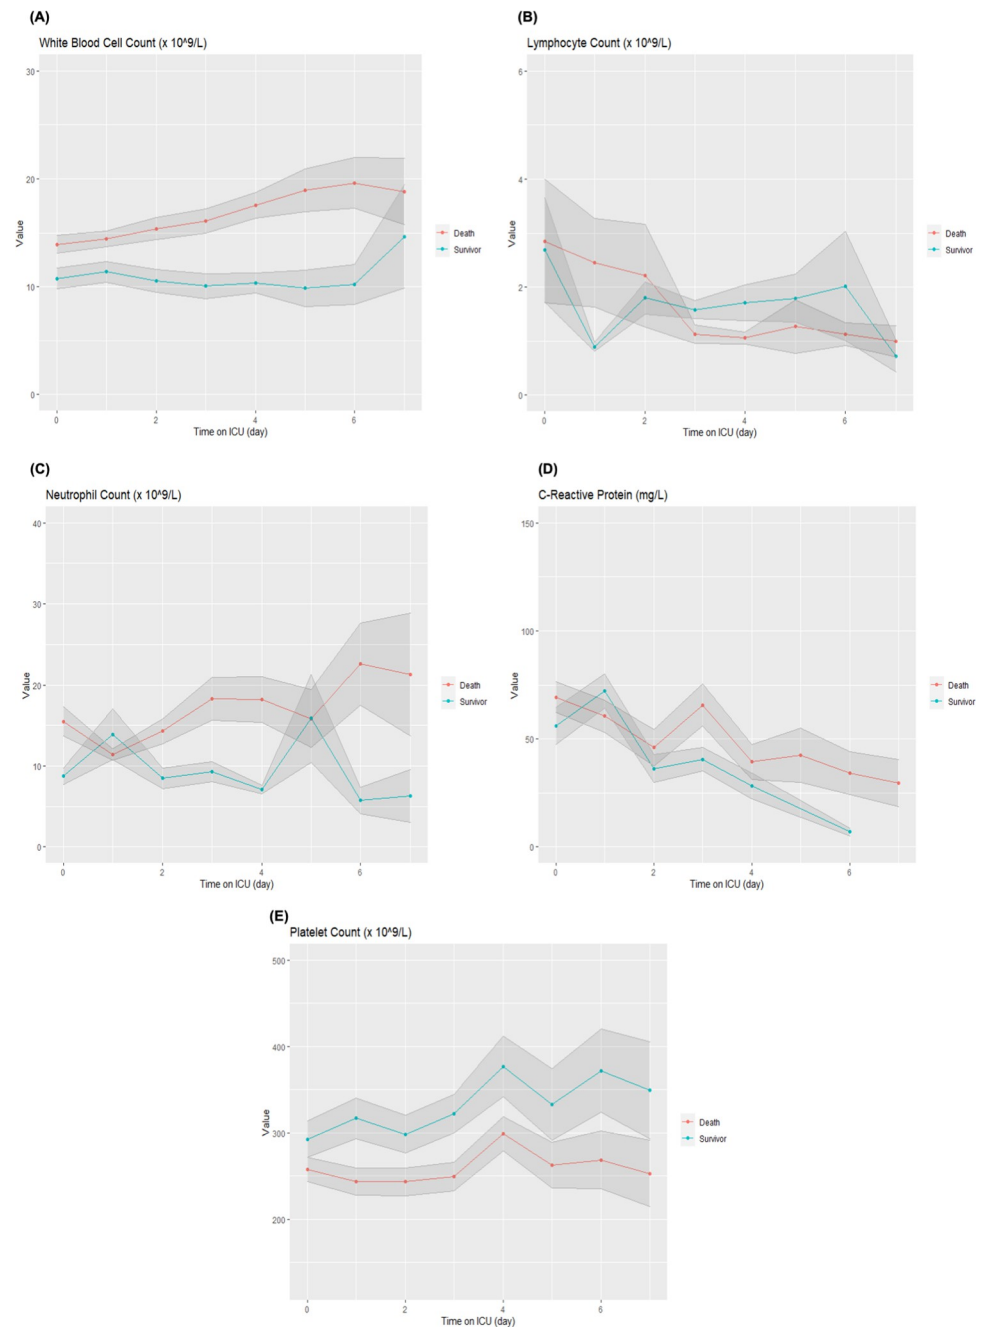 (A)
White Blood Cell Count (x 10^9/L)
30
20
10
0
Value
0 2 4 6
Time on ICU (day)
Death
Survivor
(B)
Lymphocyte Count (x 10^9/L)
6
4
2
0
Value
0 2 4 6
Time on ICU (day)
Death
Survivor
(C)
Neutrophil Count (x 10^9/L)
40
30
20
10
0
Value
0 2 4 6
Time on ICU (day)
Death
Survivor
(D)
C-Reactive Protein (mg/L)
150
100
50
0
Value
0 2 4 6
Time on ICU (day)
Death
Survivor
(E)
Platelet Count (x 10^9/L)
500
400
300
200
Value
0 2 4 6
Time on ICU (day)
Death
Survivor